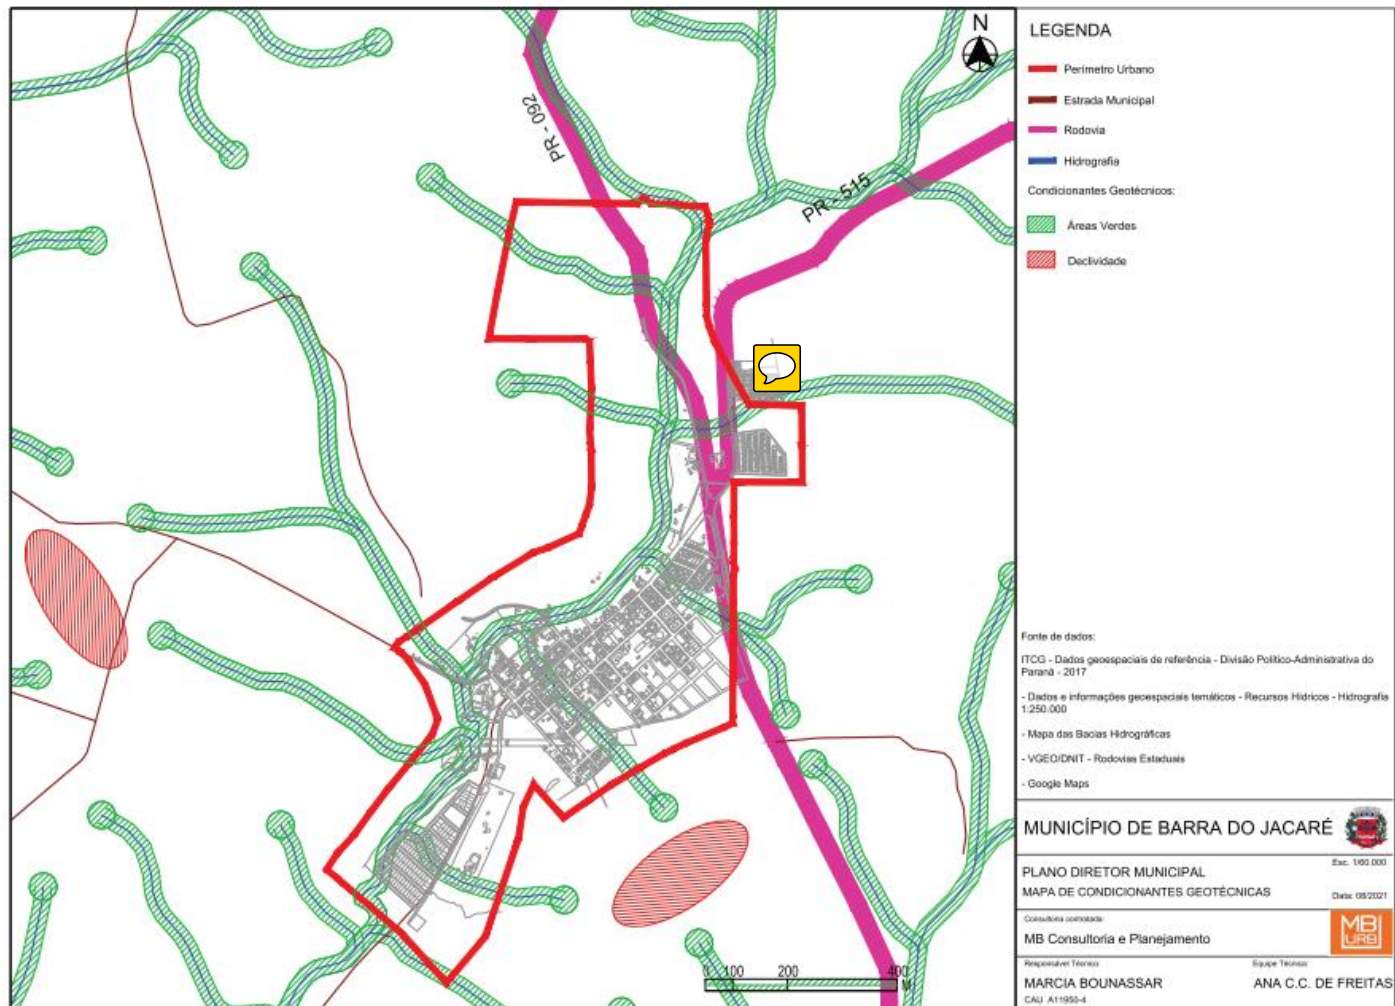 N
PR - 092
PR - 515
0 100 200 400
M
LEGENDA
Perímetro Urbano
Estrada Municipal
Rodovia
Hidrografia
Condicionantes Geotécnicos:
Áreas Verdes
Declividade
Fonte de dados:
ITCG - Dados geoespaciais de referência - Divisão Político-Administrativa do
Paraná - 2017
- Dados e informações geoespaciais temáticos - Recursos Hídricos - Hidrografia
1:250.000
- Mapa das Bacias Hidrográficas
- VGEO/DNIT - Rodovias Estaduais
- Google Maps
MUNICÍPIO DE BARRA DO JACARÉ
Esc. 1/60.000
PLANO DIRETOR MUNICIPAL
MAPA DE CONDICIONANTES GEOTÉCNICAS
Data: 08/2021
Consultoria contratada:
MB Consultoria e Planejamento
MB
URB
Responsável Técnico:
MARCIA BOUNASSAR
CAU A11950-4
Equipe Técnica:
ANA C.C. DE FREITAS